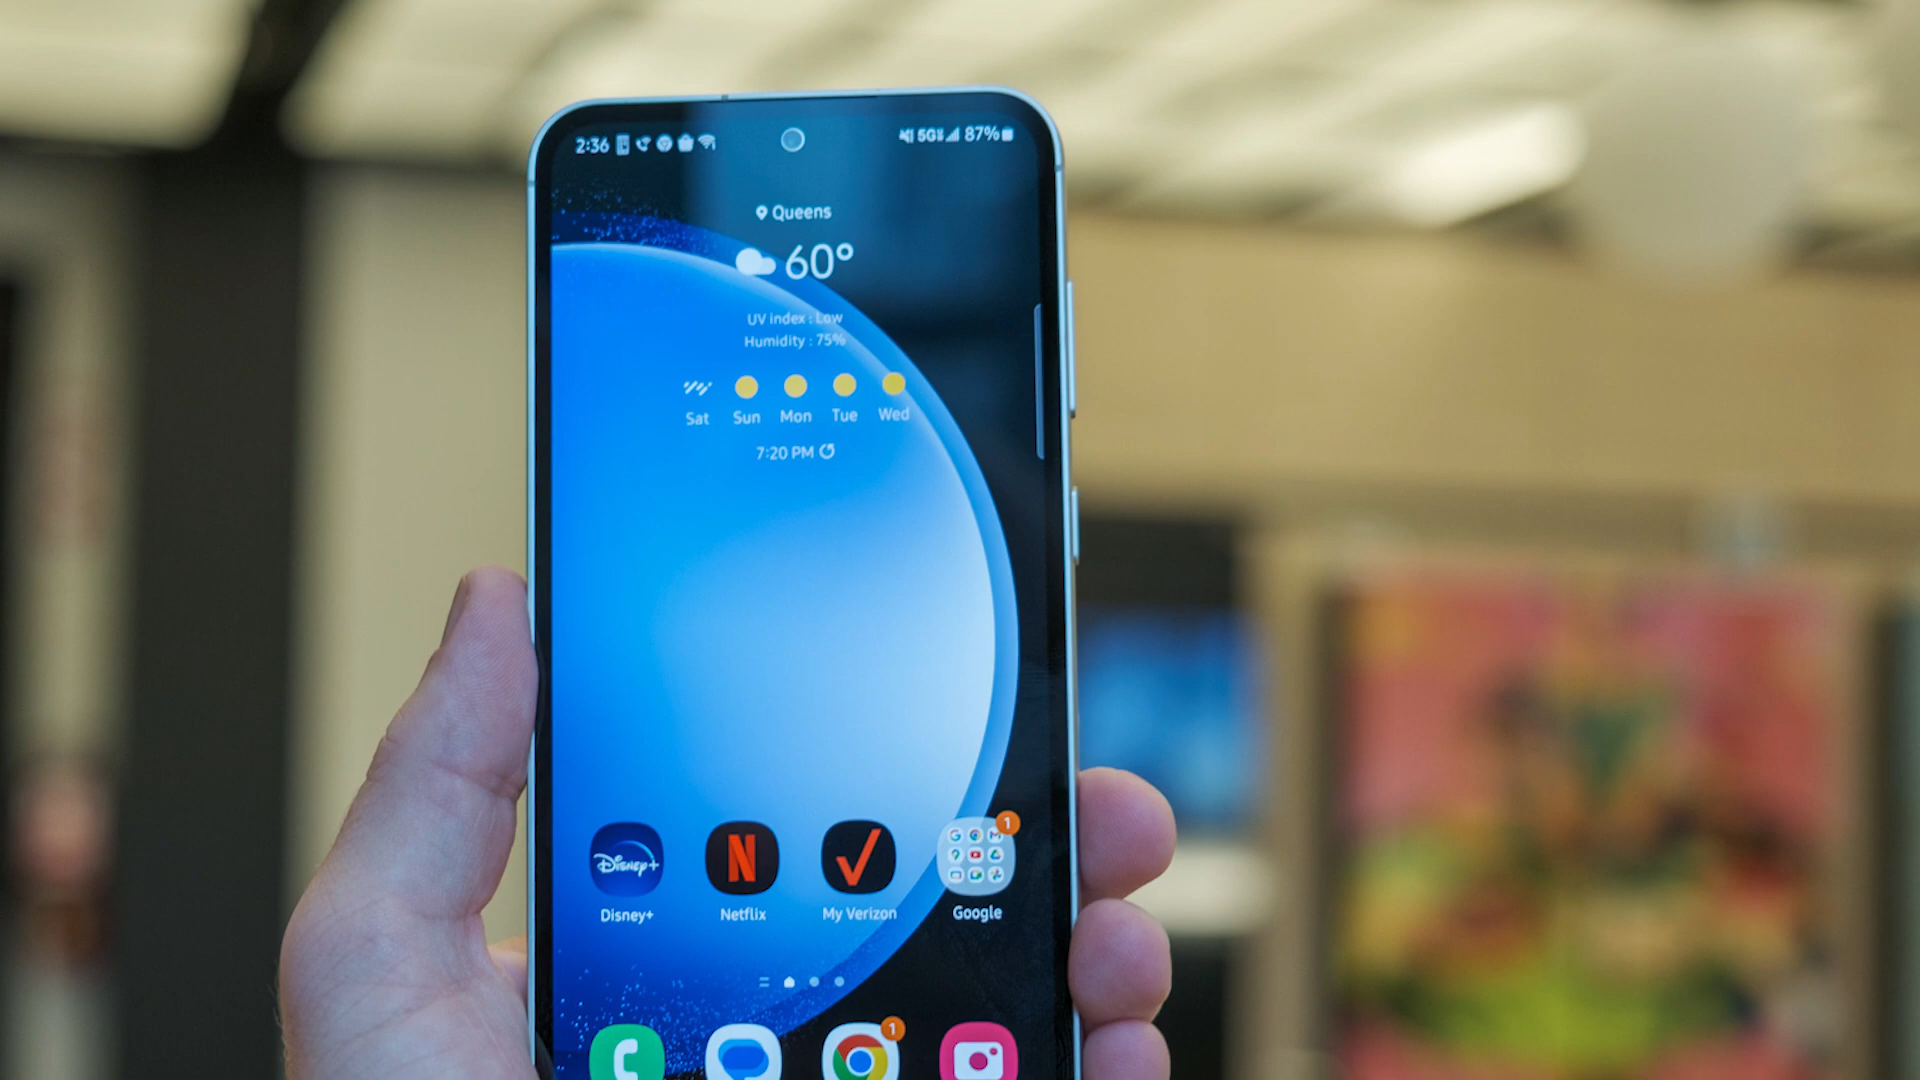 2:36 5G 87%
Queens
60°
UV index : Low
Humidity : 75%
Sat Sun Mon Tue Wed
7:20 PM
Disney+ N
1
Disney+ Netflix My Verizon Google
1